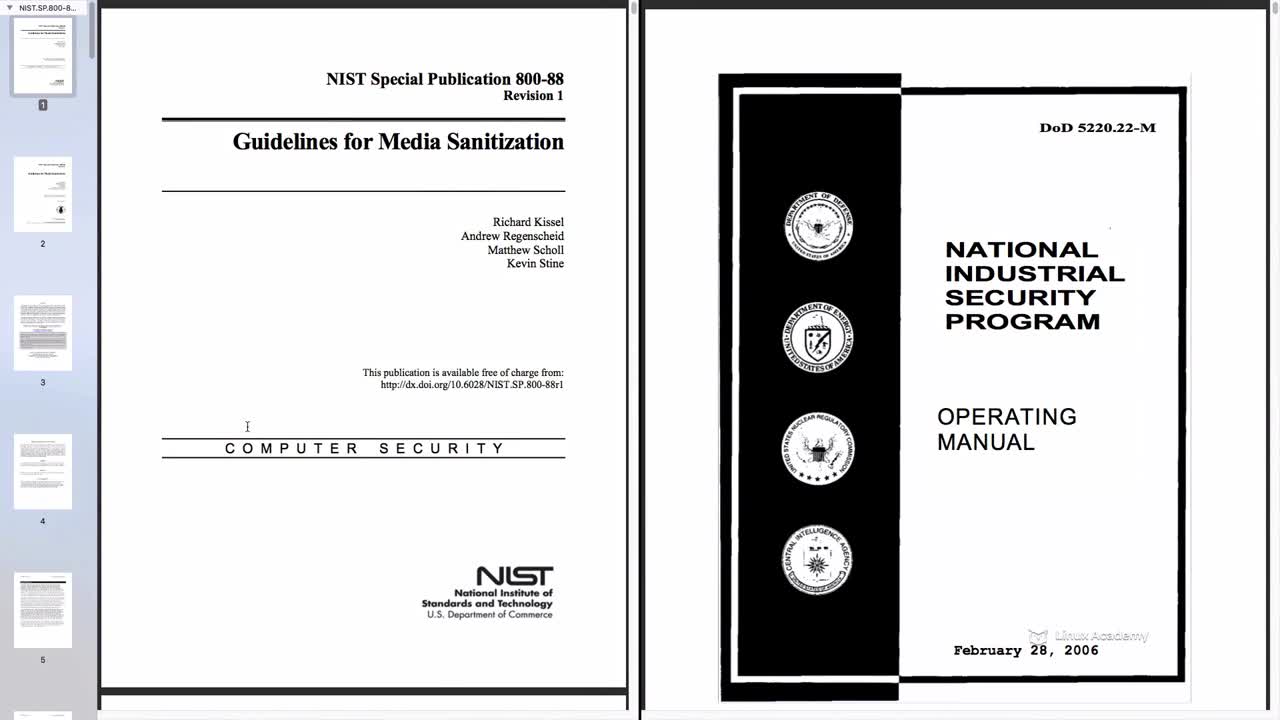 NIST.SP.800-8...
1
2
3
4
5
NIST Special Publication 800-88
Revision 1
Guidelines for Media Sanitization
Richard Kissel
Andrew Regenscheid
Matthew Scholl
Kevin Stine
This publication is available free of charge from:
http://dx.doi.org/10.6028/NIST.SP.800-88r1
COMPUTER SECURITY
NIST
National Institute of
Standards and Technology
U.S. Department of Commerce
DoD 5220.22-M
DEPARTMENT OF DEFENSE
UNITED STATES OF AMERICA
DEPARTMENT OF ENERGY
UNITED STATES OF AMERICA
UNITED STATES NUCLEAR REGULATORY COMMISSION
CENTRAL INTELLIGENCE AGENCY
NATIONAL
INDUSTRIAL
SECURITY
PROGRAM
OPERATING
MANUAL
Linux Academy
February 28, 2006